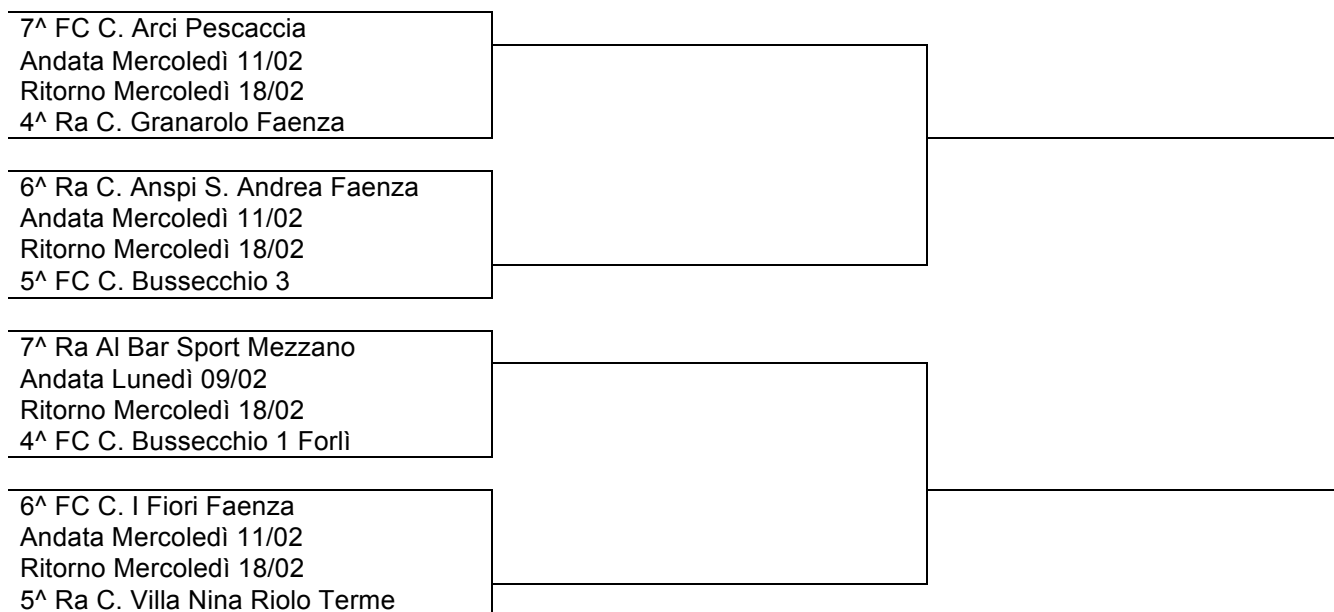 7^ FC C. Arci Pescaccia
Andata Mercoledì 11/02
Ritorno Mercoledì 18/02
4^ Ra C. Granarolo Faenza
6^ Ra C. Anspi S. Andrea Faenza
Andata Mercoledì 11/02
Ritorno Mercoledì 18/02
5^ FC C. Bussecchio 3
7^ Ra Al Bar Sport Mezzano
Andata Lunedì 09/02
Ritorno Mercoledì 18/02
4^ FC C. Bussecchio 1 Forlì
6^ FC C. I Fiori Faenza
Andata Mercoledì 11/02
Ritorno Mercoledì 18/02
5^ Ra C. Villa Nina Riolo Terme